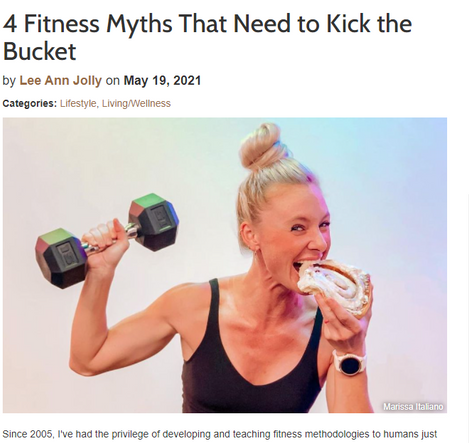 4 Fitness Myths That Need to Kick the
Bucket
by Lee Ann Jolly on May 19, 2021
Categories: Lifestyle, Living/Wellness
Marissa Italiano
Since 2005, I've had the privilege of developing and teaching fitness methodologies to humans just